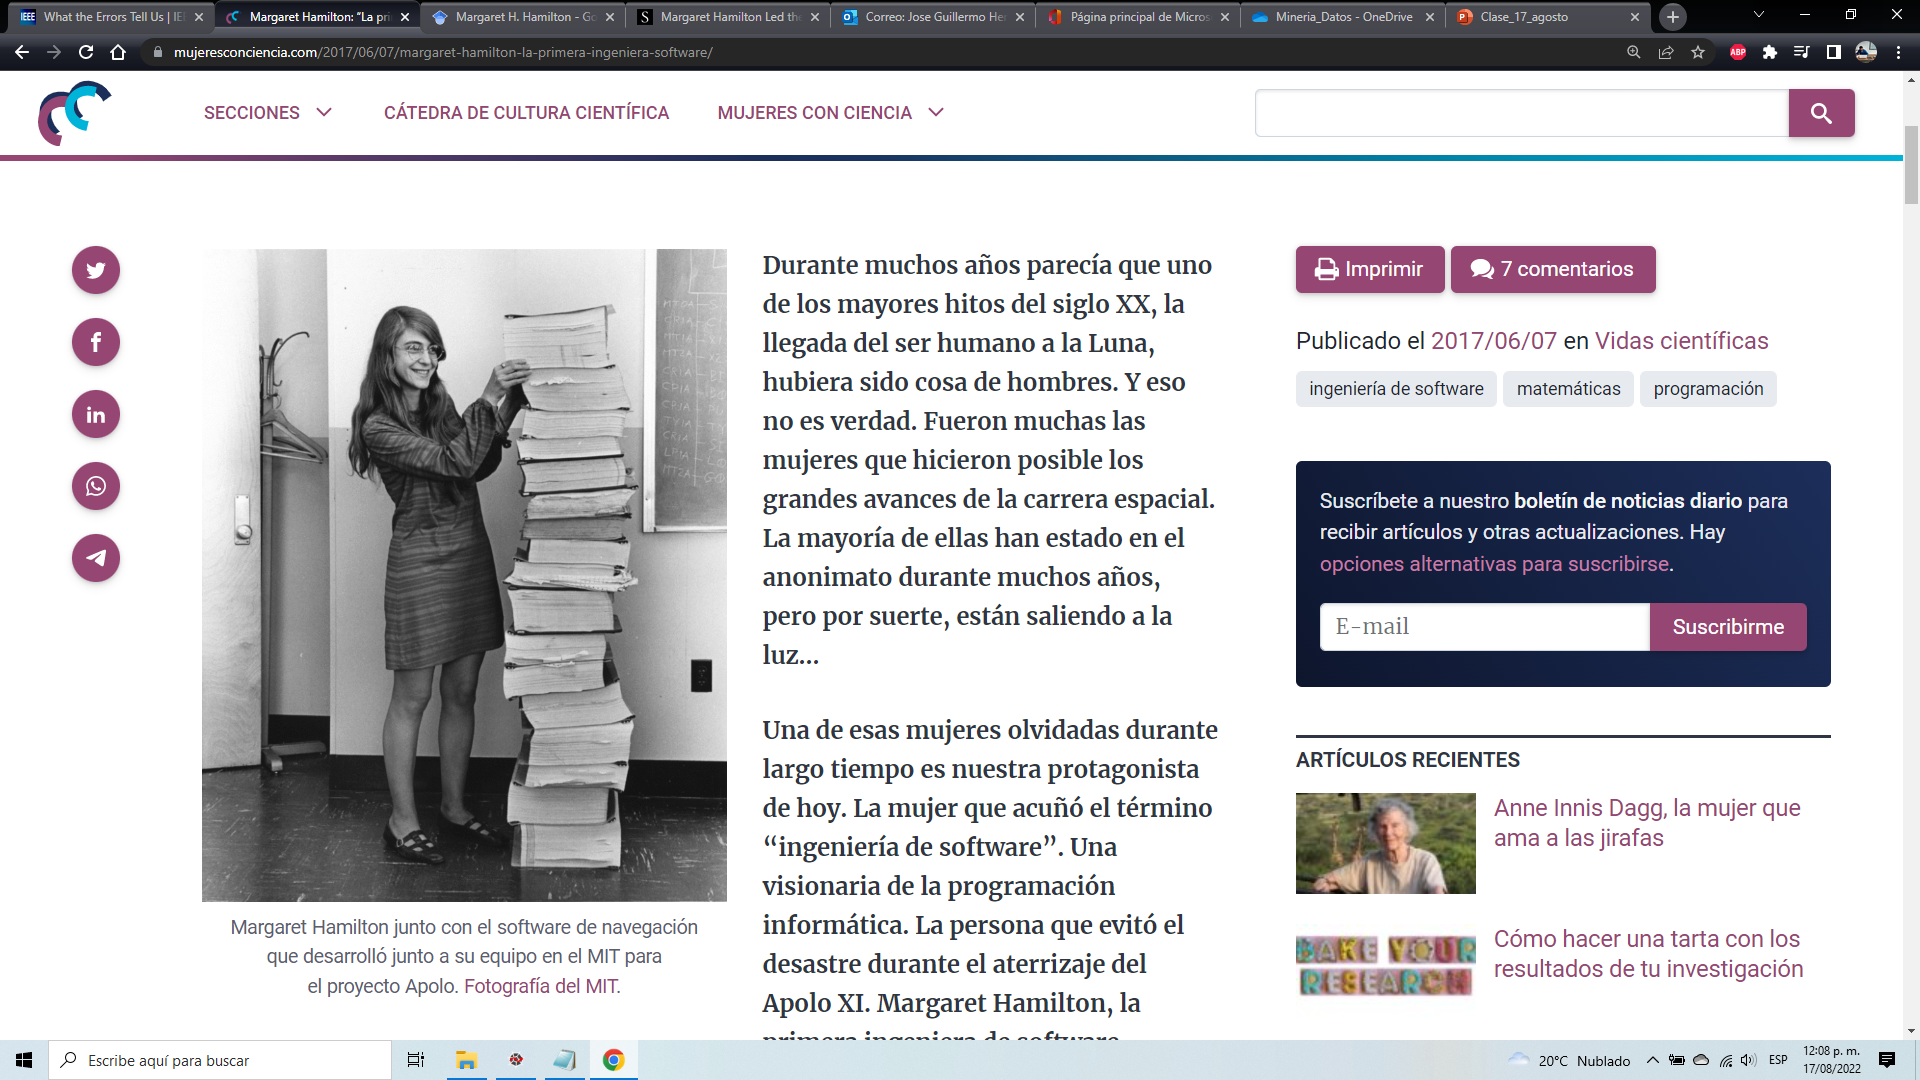 What the Errors Tell Us | IE
Margaret Hamilton: “La pri
Margaret H. Hamilton - Go
Margaret Hamilton Led the
Correo: Jose Guillermo He
Página principal de Micros
Mineria_Datos - OneDrive
Clase_17_agosto
mujeresconciencia.com/2017/06/07/margaret-hamilton-la-primera-ingeniera-software/
ABP
SECCIONES
CÁTEDRA DE CULTURA CIENTÍFICA
MUJERES CON CIENCIA
Durante muchos años parecía que uno
de los mayores hitos del siglo XX, la
llegada del ser humano a la Luna,
hubiera sido cosa de hombres. Y eso
no es verdad. Fueron muchas las
mujeres que hicieron posible los
grandes avances de la carrera espacial.
La mayoría de ellas han estado en el
anonimato durante muchos años,
pero por suerte, están saliendo a la
luz…
Una de esas mujeres olvidadas durante
largo tiempo es nuestra protagonista
de hoy. La mujer que acuñó el término
“ingeniería de software”. Una
visionaria de la programación
informática. La persona que evitó el
desastre durante el aterrizaje del
Apolo XI. Margaret Hamilton, la
primera ingeniera de software
Margaret Hamilton junto con el software de navegación
que desarrolló junto a su equipo en el MIT para
el proyecto Apolo. Fotografía del MIT.
Imprimir
7 comentarios
Publicado el 2017/06/07 en Vidas científicas
ingeniería de software
matemáticas
programación
Suscríbete a nuestro boletín de noticias diario para
recibir artículos y otras actualizaciones. Hay
opciones alternativas para suscribirse.
E-mail
Suscribirme
ARTÍCULOS RECIENTES
Anne Innis Dagg, la mujer que
ama a las jirafas
BAKE YOUR
RESEARCH
Cómo hacer una tarta con los
resultados de tu investigación
Escribe aquí para buscar
20°C Nublado
ESP
12:08 p. m.
17/08/2022